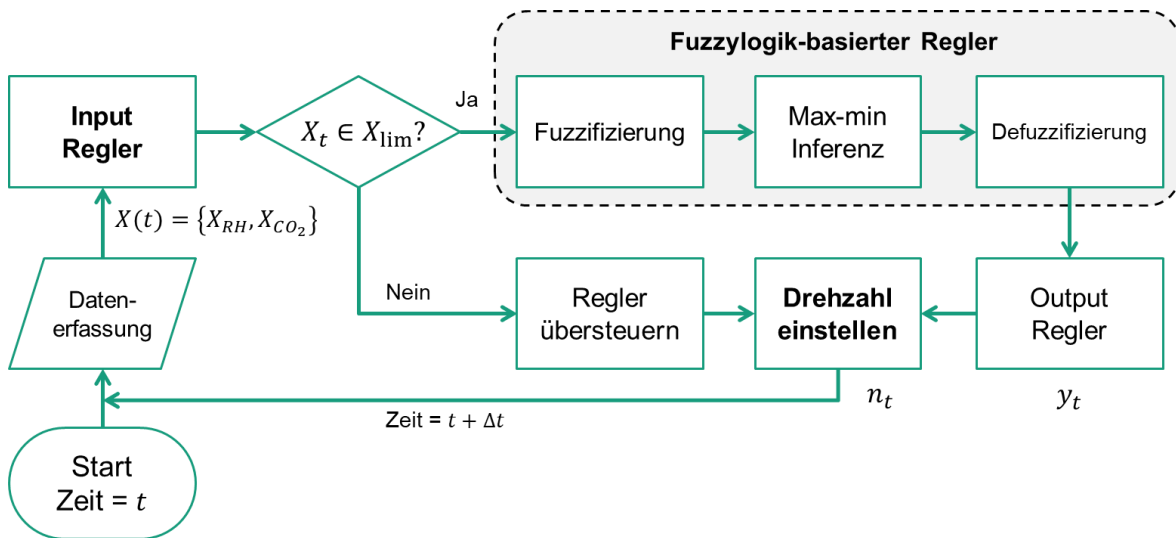 Fuzzylogik-basierter Regler
Input
Regler
X_t ∈ X_lim?
Ja
Fuzzifizierung
Max-min
Inferenz
Defuzzifizierung
X(t) = {X_RH, X_CO₂}
Daten-
erfassung
Nein
Regler
übersteuern
Drehzahl
einstellen
Output
Regler
n_t
y_t
Zeit = t + Δt
Start
Zeit = t